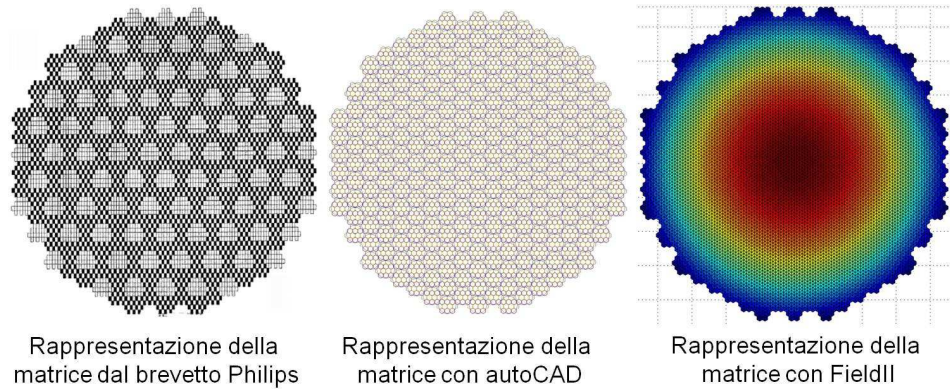 Rappresentazione della
matrice dal brevetto Philips
Rappresentazione della
matrice con autoCAD
Rappresentazione della
matrice con FieldII